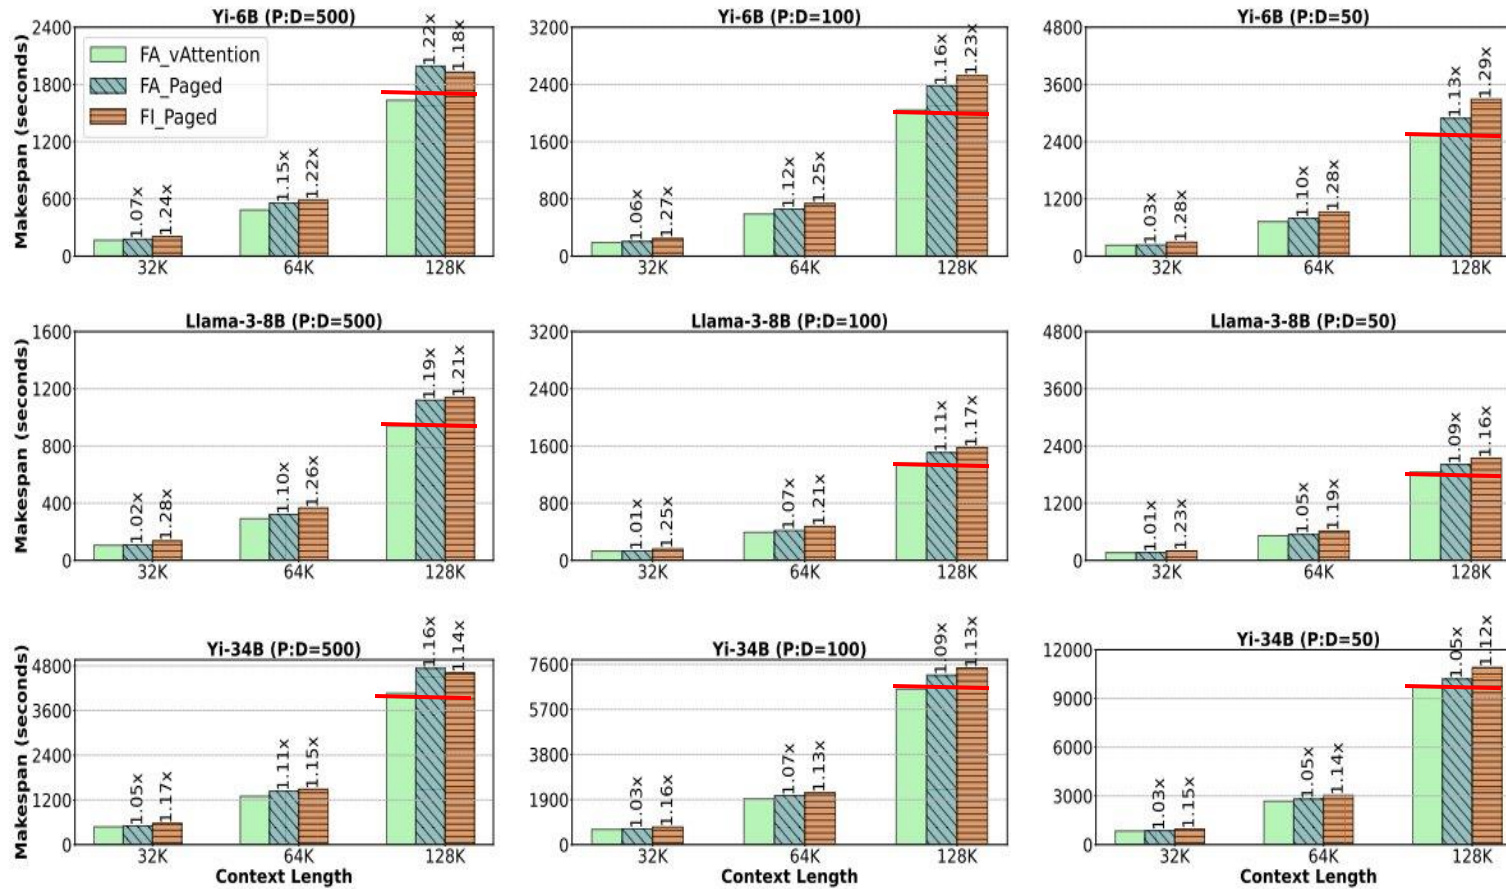 Yi-6B (P:D=500)
Makespan (seconds)
2400
1800
1200
600
0
FA_vAttention
FA_Paged
FI_Paged
1.07x
1.24x
1.15x
1.22x
1.22x
1.18x
32K
64K
128K
Yi-6B (P:D=100)
3200
2400
1600
800
0
1.06x
1.27x
1.12x
1.25x
1.16x
1.23x
32K
64K
128K
Yi-6B (P:D=50)
4800
3600
2400
1200
0
1.03x
1.28x
1.10x
1.28x
1.13x
1.29x
32K
64K
128K
Llama-3-8B (P:D=500)
Makespan (seconds)
1600
1200
800
400
0
1.02x
1.28x
1.10x
1.26x
1.19x
1.21x
32K
64K
128K
Llama-3-8B (P:D=100)
3200
2400
1600
800
0
1.01x
1.25x
1.07x
1.21x
1.11x
1.17x
32K
64K
128K
Llama-3-8B (P:D=50)
4800
3600
2400
1200
0
1.01x
1.23x
1.05x
1.19x
1.09x
1.16x
32K
64K
128K
Yi-34B (P:D=500)
Makespan (seconds)
4800
3600
2400
1200
0
1.05x
1.17x
1.11x
1.15x
1.16x
1.14x
32K
64K
128K
Context Length
Yi-34B (P:D=100)
7600
5700
3800
1900
0
1.03x
1.16x
1.07x
1.13x
1.09x
1.13x
32K
64K
128K
Context Length
Yi-34B (P:D=50)
12000
9000
6000
3000
0
1.03x
1.15x
1.05x
1.14x
1.05x
1.12x
32K
64K
128K
Context Length